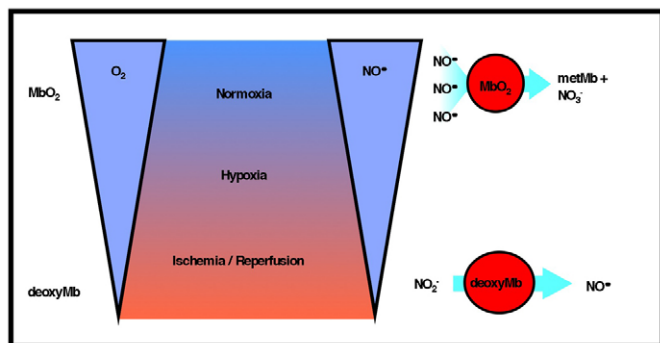 O₂
NO•
MbO₂
Normoxia
Hypoxia
Ischemia / Reperfusion
deoxyMb
NO•
NO•
NO•
MbO₂
metMb +
NO₃⁻
NO₂⁻
deoxyMb
NO•